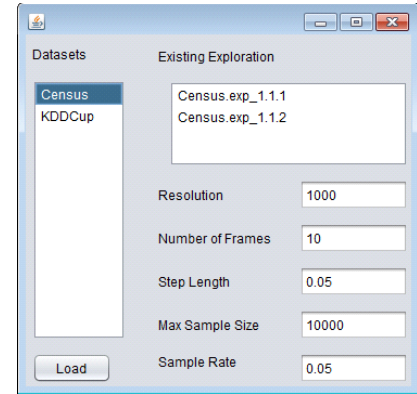 Datasets
Existing Exploration
Census
KDDCup
Census.exp_1.1.1
Census.exp_1.1.2
Resolution 1000
Number of Frames 10
Step Length 0.05
Max Sample Size 10000
Sample Rate 0.05
Load